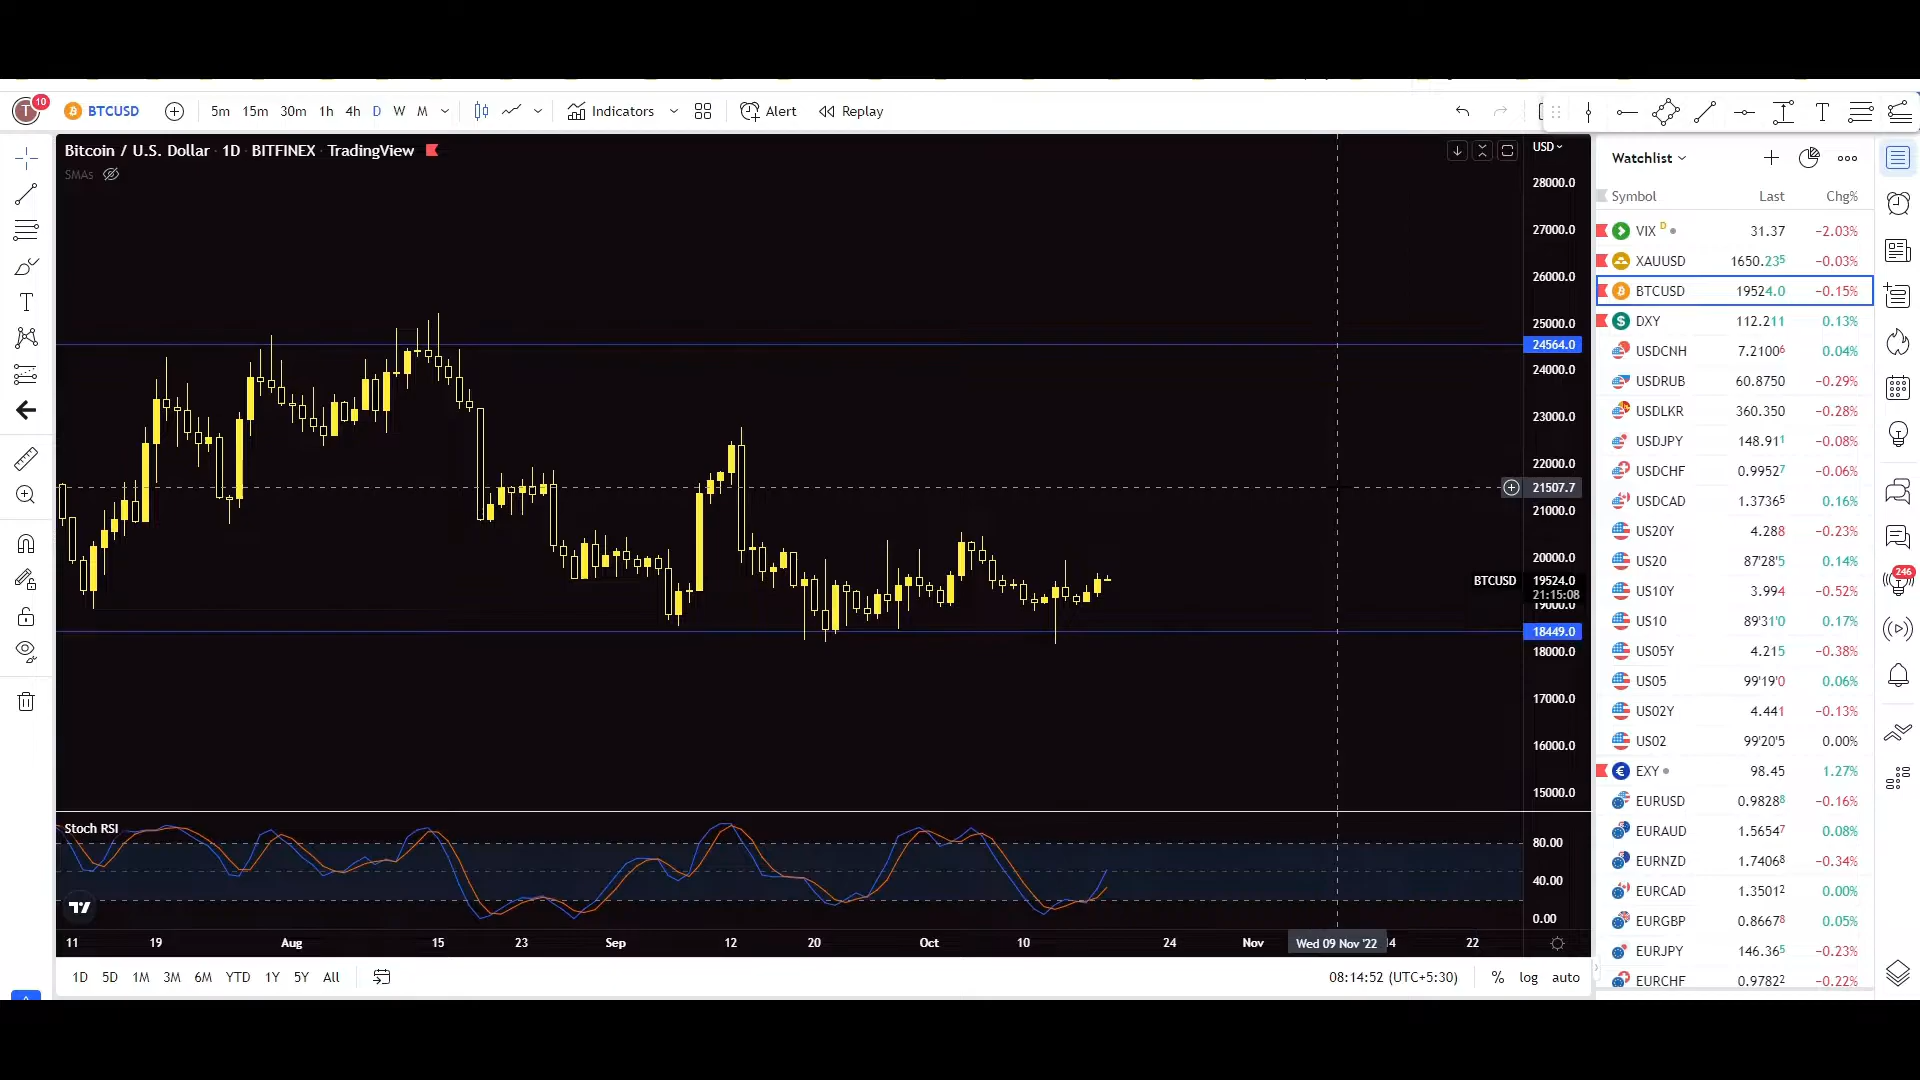 T 10 BTCUSD 5m 15m 30m 1h 4h D W M Indicators Alert Replay T
Bitcoin / U.S. Dollar · 1D · BITFINEX · TradingView
SMAs
USD
28000.0
27000.0
26000.0
25000.0
24564.0
24000.0
23000.0
22000.0
21507.7
21000.0
20000.0
BTCUSD 19524.0
21:15:08
19000.0
18449.0
18000.0
17000.0
16000.0
15000.0
Stoch RSI
80.00
40.00
0.00
11 19 Aug 15 23 Sep 12 20 Oct 10 24 Nov Wed 09 Nov '22 4 22
1D 5D 1M 3M 6M YTD 1Y 5Y All 08:14:52 (UTC+5:30) % log auto
Watchlist
Symbol Last Chg%
VIX D 31.37 −2.03%
XAUUSD 1650.235 −0.03%
BTCUSD 19524.0 −0.15%
DXY 112.211 0.13%
USDCNH 7.21006 0.04%
USDRUB 60.8750 −0.29%
USDLKR 360.350 −0.28%
USDJPY 148.911 −0.08%
USDCHF 0.99527 −0.06%
USDCAD 1.37365 0.16%
US20Y 4.288 −0.23%
US20 87'28'5 0.14%
US10Y 3.994 −0.52%
US10 89'31'0 0.17%
US05Y 4.215 −0.38%
US05 99'19'0 0.06%
US02Y 4.441 −0.13%
US02 99'20'5 0.00%
EXY 98.45 1.27%
EURUSD 0.98288 −0.16%
EURAUD 1.56547 0.08%
EURNZD 1.74068 −0.34%
EURCAD 1.35012 0.00%
EURGBP 0.86678 0.05%
EURJPY 146.365 −0.23%
EURCHF 0.97822 −0.22%
246